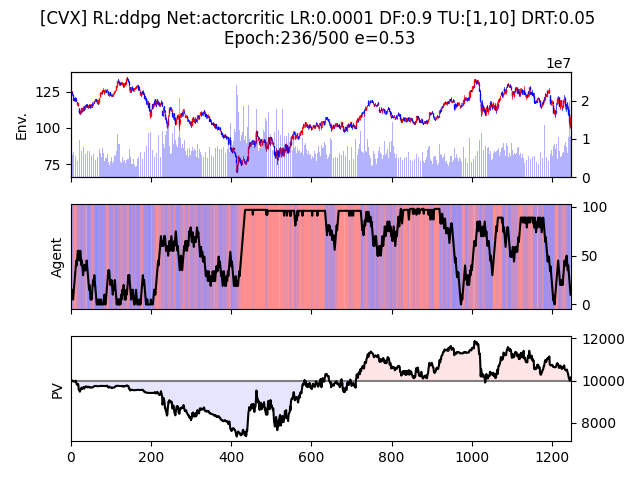 [CVX] RL:ddpg Net:actorcritic LR:0.0001 DF:0.9 TU:[1,10] DRT:0.05
Epoch:236/500 e=0.53
1e7
125
100
75
Env.
2
1
0
Agent
100
50
0
PV
12000
10000
8000
0 200 400 600 800 1000 1200